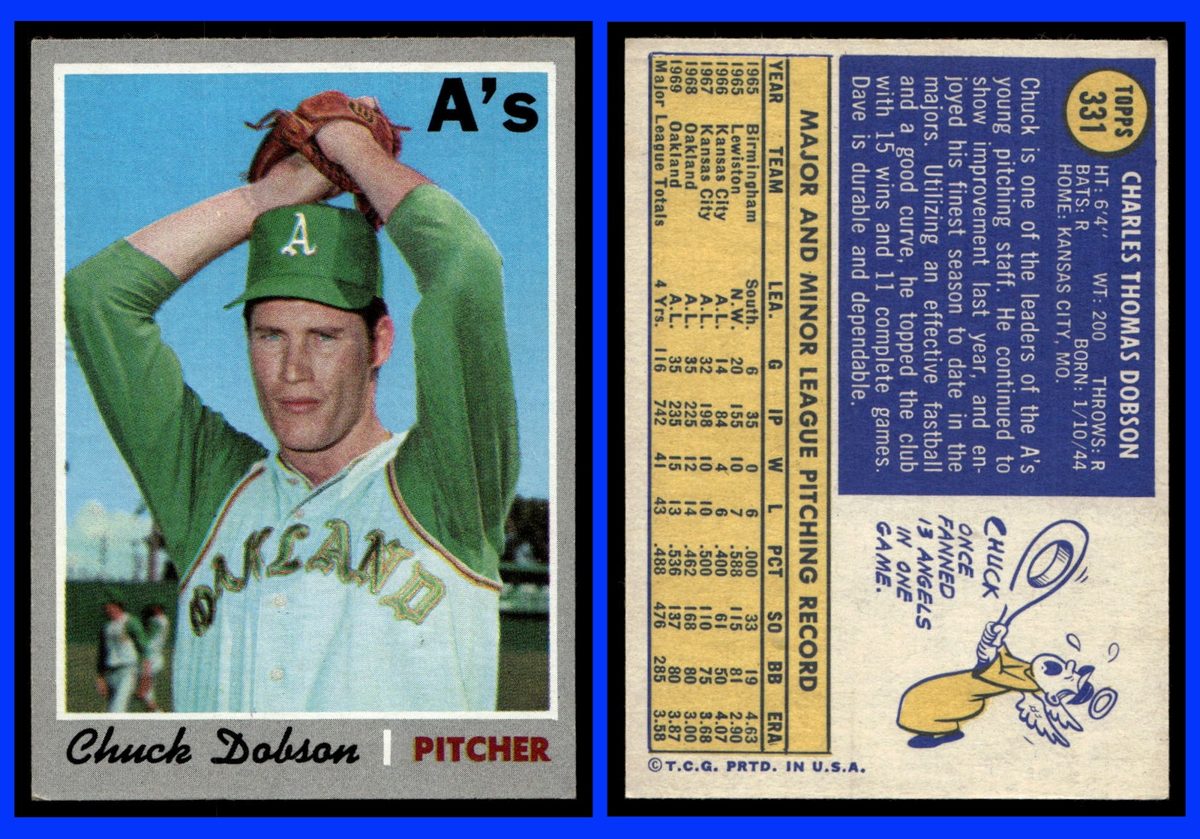 A's
A
OAKLAND
Chuck Dobson | PITCHER
TOPPS
331
CHARLES THOMAS DOBSON
HT: 6'4" WT: 200 THROWS: R
BATS: R BORN: 1/10/44
HOME: KANSAS CITY, MO.
Chuck is one of the leaders of the A's
young pitching staff. He continued to
show improvement last year, and en-
joyed his finest season to date in the
majors. Utilizing an effective fastball
and a good curve, he topped the club
with 15 wins and 11 complete games.
Dave is durable and dependable.
CHUCK
ONCE
FANNED
13 ANGELS
IN ONE
GAME.
MAJOR AND MINOR LEAGUE PITCHING RECORD
YEAR TEAM LEA G IP W L PCT SO BB ERA
1965 Birmingham South. 6 35 0 6 .000 33 19 4.63
1965 Lewiston N.W. 20 155 10 7 .588 115 81 2.90
1966 Kansas City A.L. 14 84 4 6 .400 61 50 4.07
1967 Kansas City A.L. 32 198 10 10 .500 110 75 3.68
1968 Oakland A.L. 35 225 12 14 .462 168 80 3.00
1969 Oakland A.L. 35 235 15 13 .536 137 80 3.87
Major League Totals 4 Yrs. 116 742 41 43 .488 476 285 3.58
©T.C.G. PRTD. IN U.S.A.